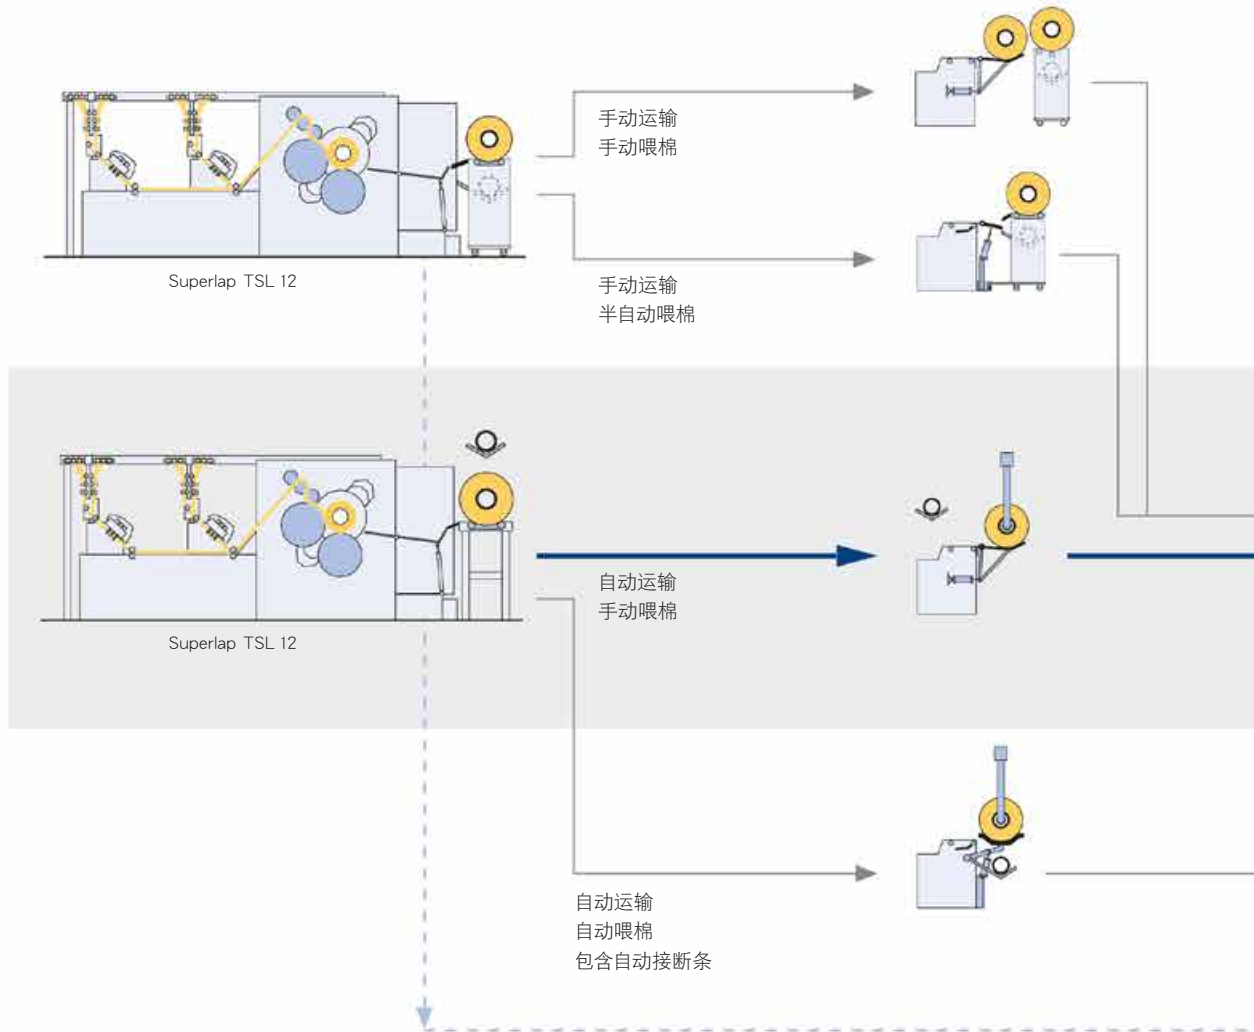 手动运输
手动喂棉
Superlap TSL 12
手动运输
半自动喂棉
自动运输
手动喂棉
Superlap TSL 12
自动运输
自动喂棉
包含自动接断条